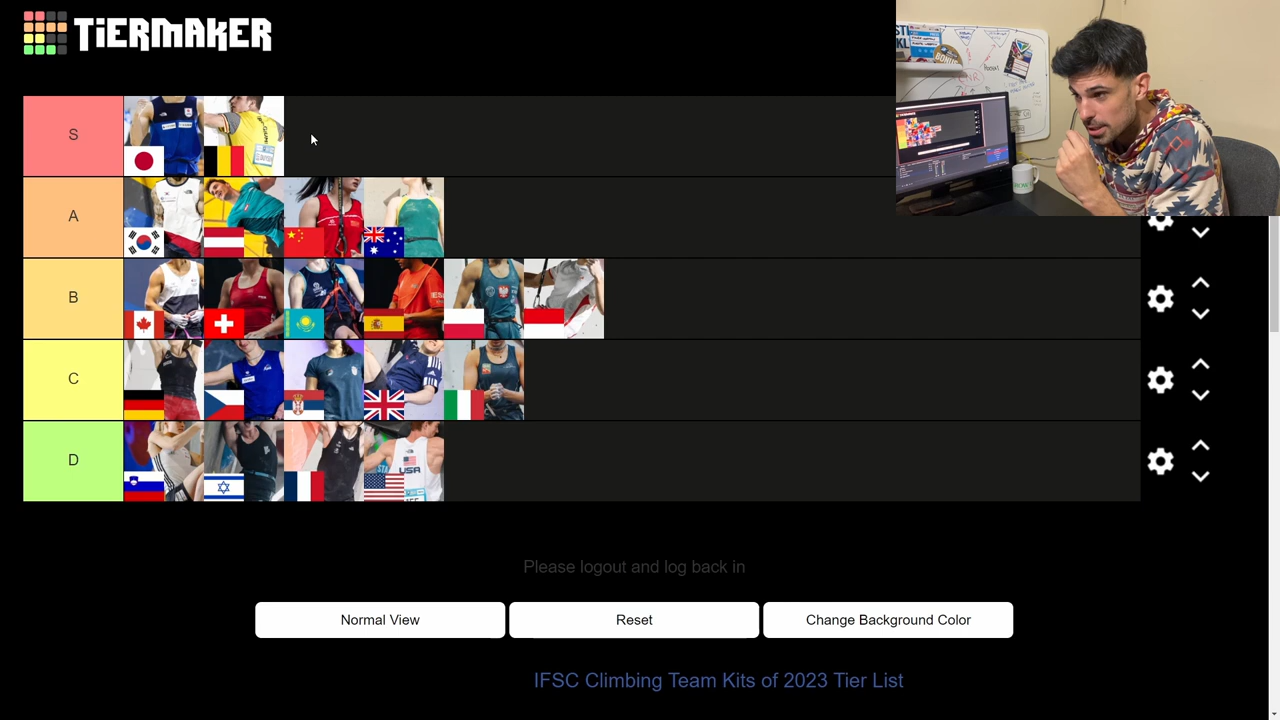 TiERMAKER
S
A
B
C
D
USA
Please logout and log back in
Normal View
Reset
Change Background Color
IFSC Climbing Team Kits of 2023 Tier List